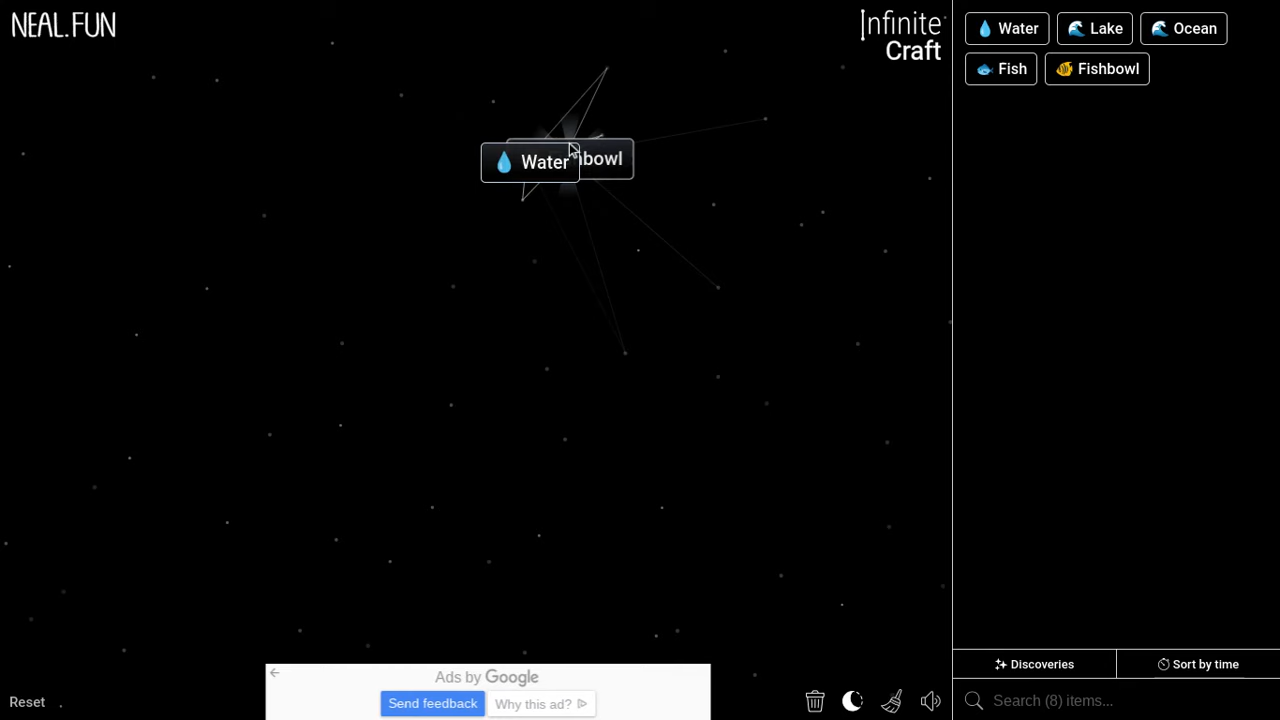 NEAL.FUN
Infinite
Craft
Water
Lake
Ocean
Fish
Fishbowl
Water
hbowl
Discoveries
Sort by time
Search (8) items...
Reset
Ads by Google
Send feedback
Why this ad?